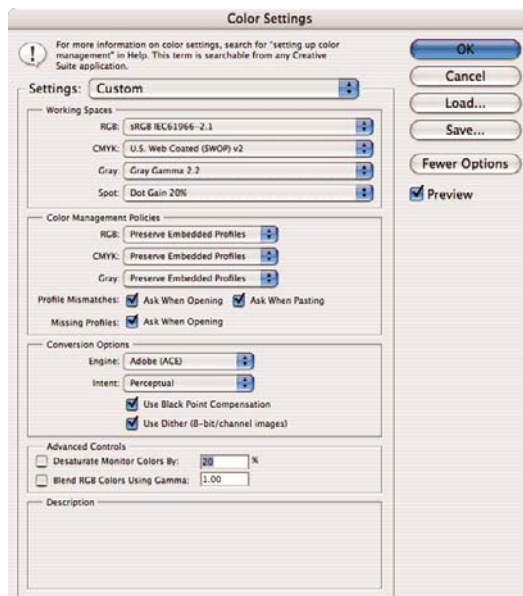 Color Settings
For more information on color settings, search for "setting up color
management" in Help. This term is searchable from any Creative
Suite application.
Settings: Custom
Working Spaces
RGB: sRGB IEC61966-2.1
CMYK: U.S. Web Coated (SWOP) v2
Gray: Gray Gamma 2.2
Spot: Dot Gain 20%
Color Management Policies
RGB: Preserve Embedded Profiles
CMYK: Preserve Embedded Profiles
Gray: Preserve Embedded Profiles
Profile Mismatches: Ask When Opening Ask When Pasting
Missing Profiles: Ask When Opening
Conversion Options
Engine: Adobe (ACE)
Intent: Perceptual
Use Black Point Compensation
Use Dither (8-bit/channel images)
Advanced Controls
Desaturate Monitor Colors By: 20 %
Blend RGB Colors Using Gamma: 1.00
Description
OK
Cancel
Load...
Save...
Fewer Options
Preview